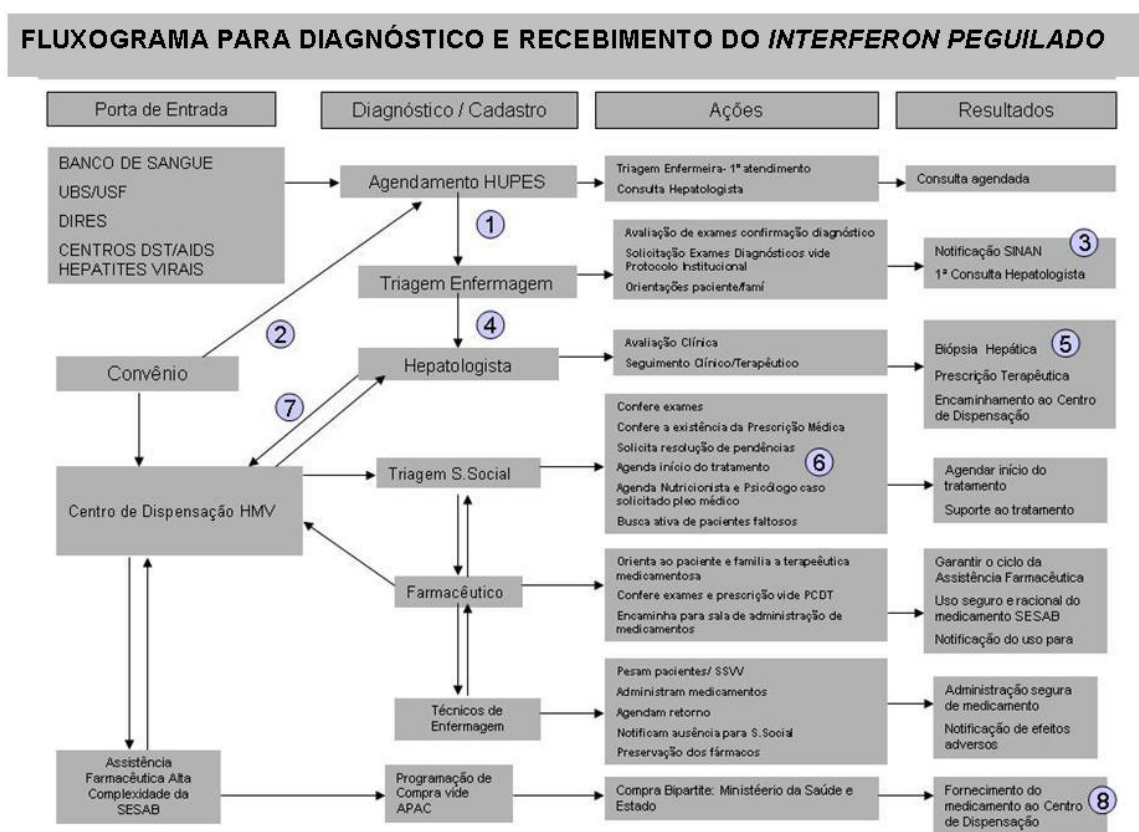 FLUXOGRAMA PARA DIAGNÓSTICO E RECEBIMENTO DO INTERFERON PEGUILADO
Porta de Entrada
Diagnóstico / Cadastro
Ações
Resultados
BANCO DE SANGUE
UBS/USF
DIRES
CENTROS DST/AIDS
HEPATITES VIRAIS
Agendamento HUPES
Triagem Enfermeira- 1ª atendimento
Consulta Hepatologista
Consulta agendada
1
Triagem Enfermagem
Avaliação de exames confirmação diagnóstico
Solicitação Exames Diagnósticos vide
Protocolo Institucional
Orientações paciente/famí
Notificação SINAN
3
1ª Consulta Hepatologista
2
4
Convênio
Hepatologista
Avaliação Clínica
Seguimento Clínico/Terapêutico
Biópsia Hepática
5
Prescrição Terapêutica
Encaminhamento ao Centro
de Dispensação
7
Centro de Dispensação HMV
Triagem S.Social
Confere exames
Confere a existência da Prescrição Médica
Solicita resolução de pendências
Agenda início do tratamento
6
Agenda Nutricionista e Psicólogo caso
solicitado pleo médico
Busca ativa de pacientes faltosos
Agendar início do
tratamento
Suporte ao tratamento
Farmacêutico
Orienta ao paciente e familia a terapeêutica
medicamentosa
Confere exames e prescrição vide PCDT
Encaminha para sala de administração de
medicamentos
Garantir o ciclo da
Assistência Farmacêutica
Uso seguro e racional do
medicamento SESAB
Notificação do uso para
Técnicos de
Enfermagem
Pesam pacientes/ SSVV
Administram medicamentos
Agendam retorno
Notificam ausência para S.Social
Preservação dos fármacos
Administração segura
de medicamento
Notificação de efeitos
adversos
Assistência
Farmacêutica Alta
Complexidade da
SESAB
Programação de
Compra vide
APAC
Compra Bipartite: Ministéerio da Saúde e
Estado
Fornecimento do
medicamento ao Centro
de Dispensação
8